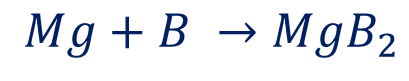 Mg + B → MgB₂